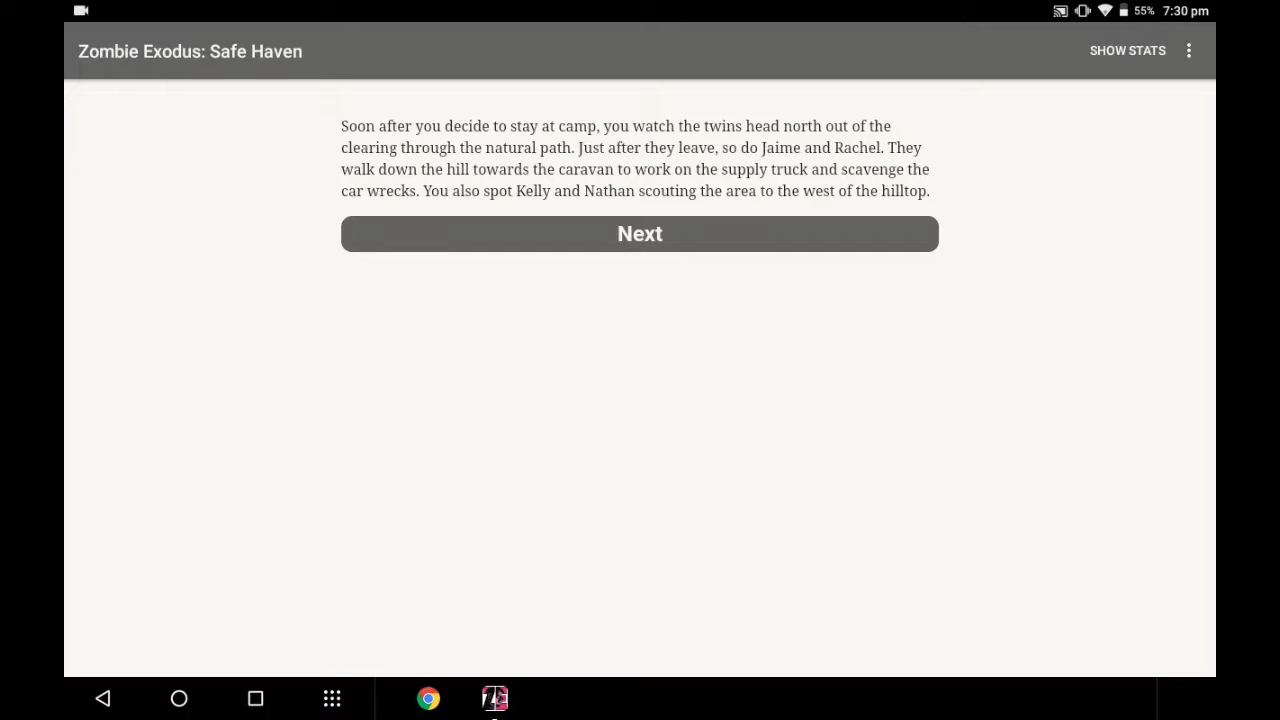 55% 7:30 pm
Zombie Exodus: Safe Haven
SHOW STATS
Soon after you decide to stay at camp, you watch the twins head north out of the
clearing through the natural path. Just after they leave, so do Jaime and Rachel. They
walk down the hill towards the caravan to work on the supply truck and scavenge the
car wrecks. You also spot Kelly and Nathan scouting the area to the west of the hilltop.
Next
ZE